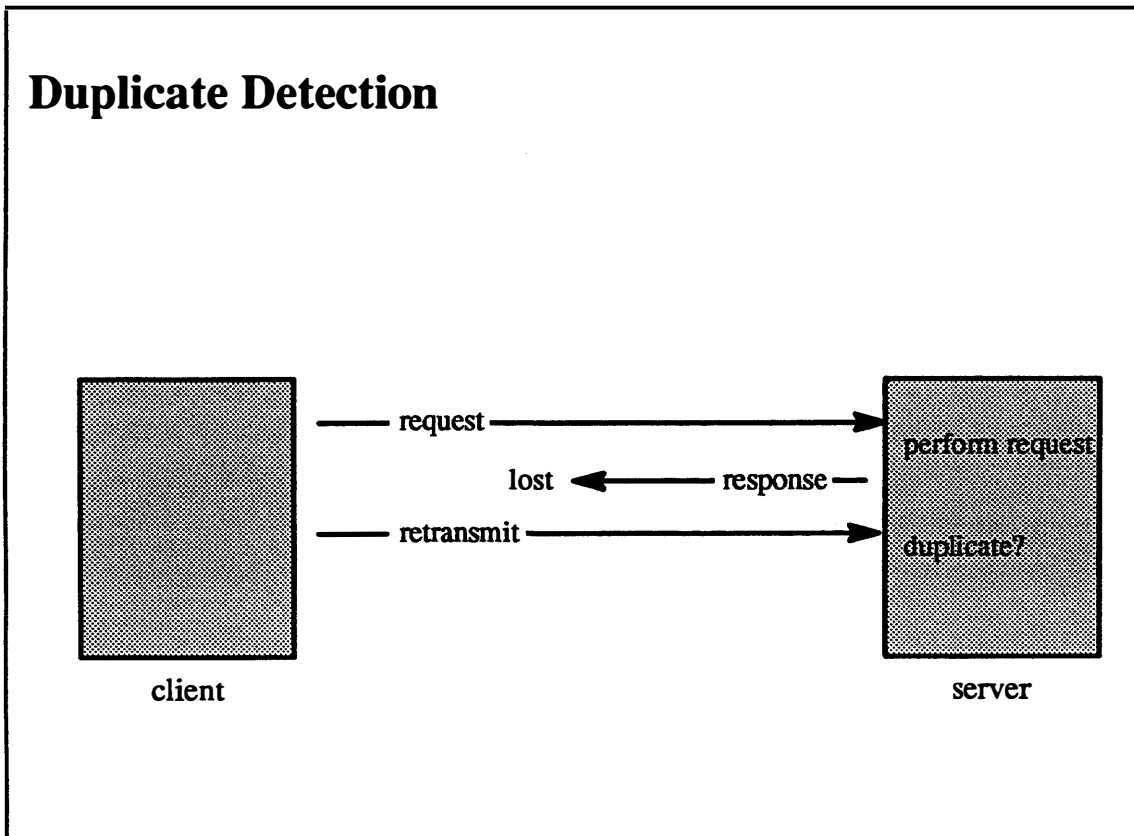 Duplicate Detection
request
perform request
lost
response
retransmit
duplicate?
client
server